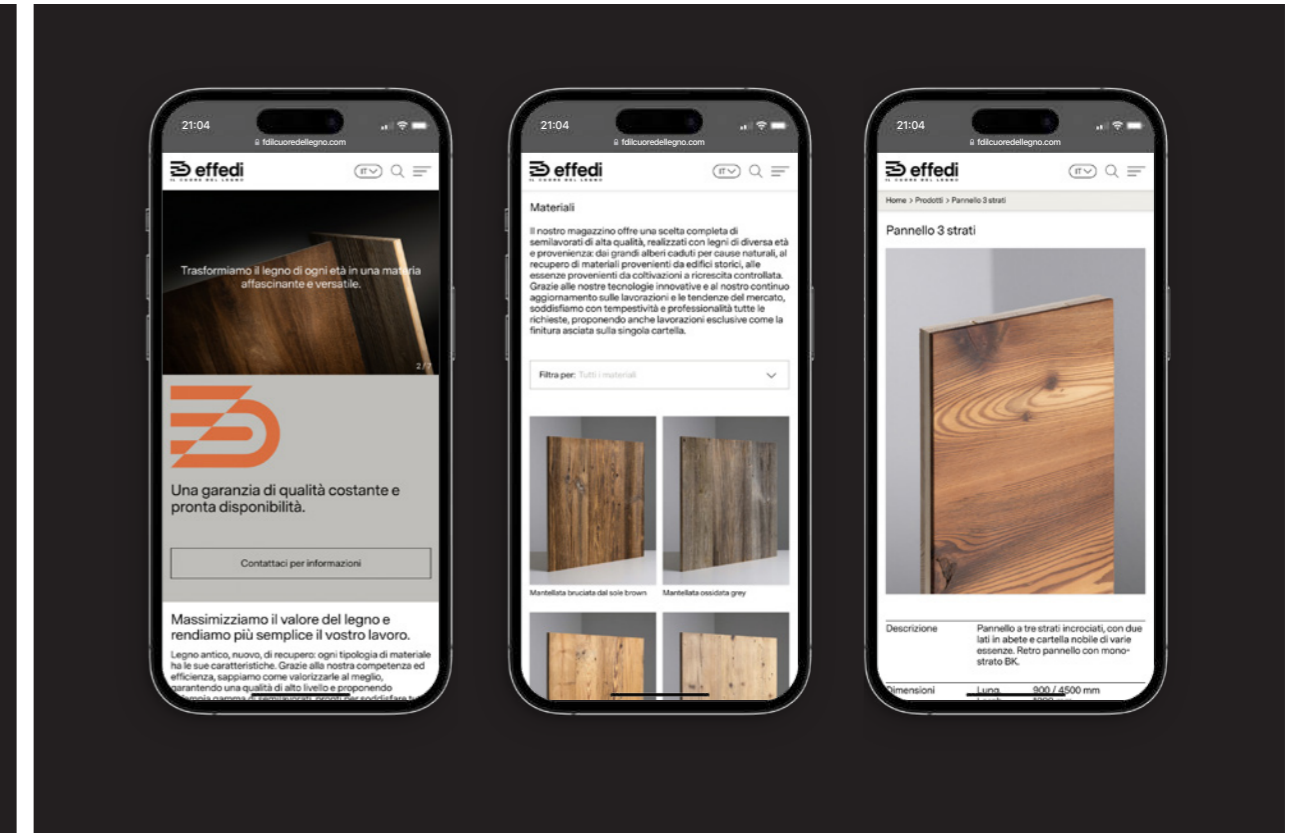 21:04
fdilcuoredellegno.com
effedi
IL CUORE DEL LEGNO
IT
Trasformiamo il legno di ogni età in una materia
affascinante e versatile.
2 / 7
Una garanzia di qualità costante e
pronta disponibilità.
Contattaci per informazioni
Massimizziamo il valore del legno e
rendiamo più semplice il vostro lavoro.
Legno antico, nuovo, di recupero: ogni tipologia di materiale
ha le sue caratteristiche. Grazie alla nostra competenza ed
efficienza, sappiamo come valorizzarle al meglio,
garantendo una qualità di alto livello e proponendo
gamma di semilavorati, pronti per soddisfare
21:04
fdilcuoredellegno.com
effedi
IL CUORE DEL LEGNO
IT
Materiali
Il nostro magazzino offre una scelta completa di
semilavorati di alta qualità, realizzati con legni di diversa età
e provenienza: dai grandi alberi caduti per cause naturali, al
recupero di materiali provenienti da edifici storici, alle
essenze provenienti da coltivazioni a ricrescita controllata.
Grazie alle nostre tecnologie innovative e al nostro continuo
aggiornamento sulle lavorazioni e le tendenze del mercato,
soddisfiamo con tempestività e professionalità tutte le
richieste, proponendo anche lavorazioni esclusive come la
finitura asciata sulla singola cartella.
Filtra per: Tutti i materiali
Mantellata bruciata dal sole brown
Mantellata ossidata grey
21:04
fdilcuoredellegno.com
effedi
IL CUORE DEL LEGNO
IT
Home > Prodotti > Pannello 3 strati
Pannello 3 strati
Descrizione Pannello a tre strati incrociati, con due
lati in abete e cartella nobile di varie
essenze. Retro pannello con mono-
strato BK.
Dimensioni Lung. 900 / 4500 mm